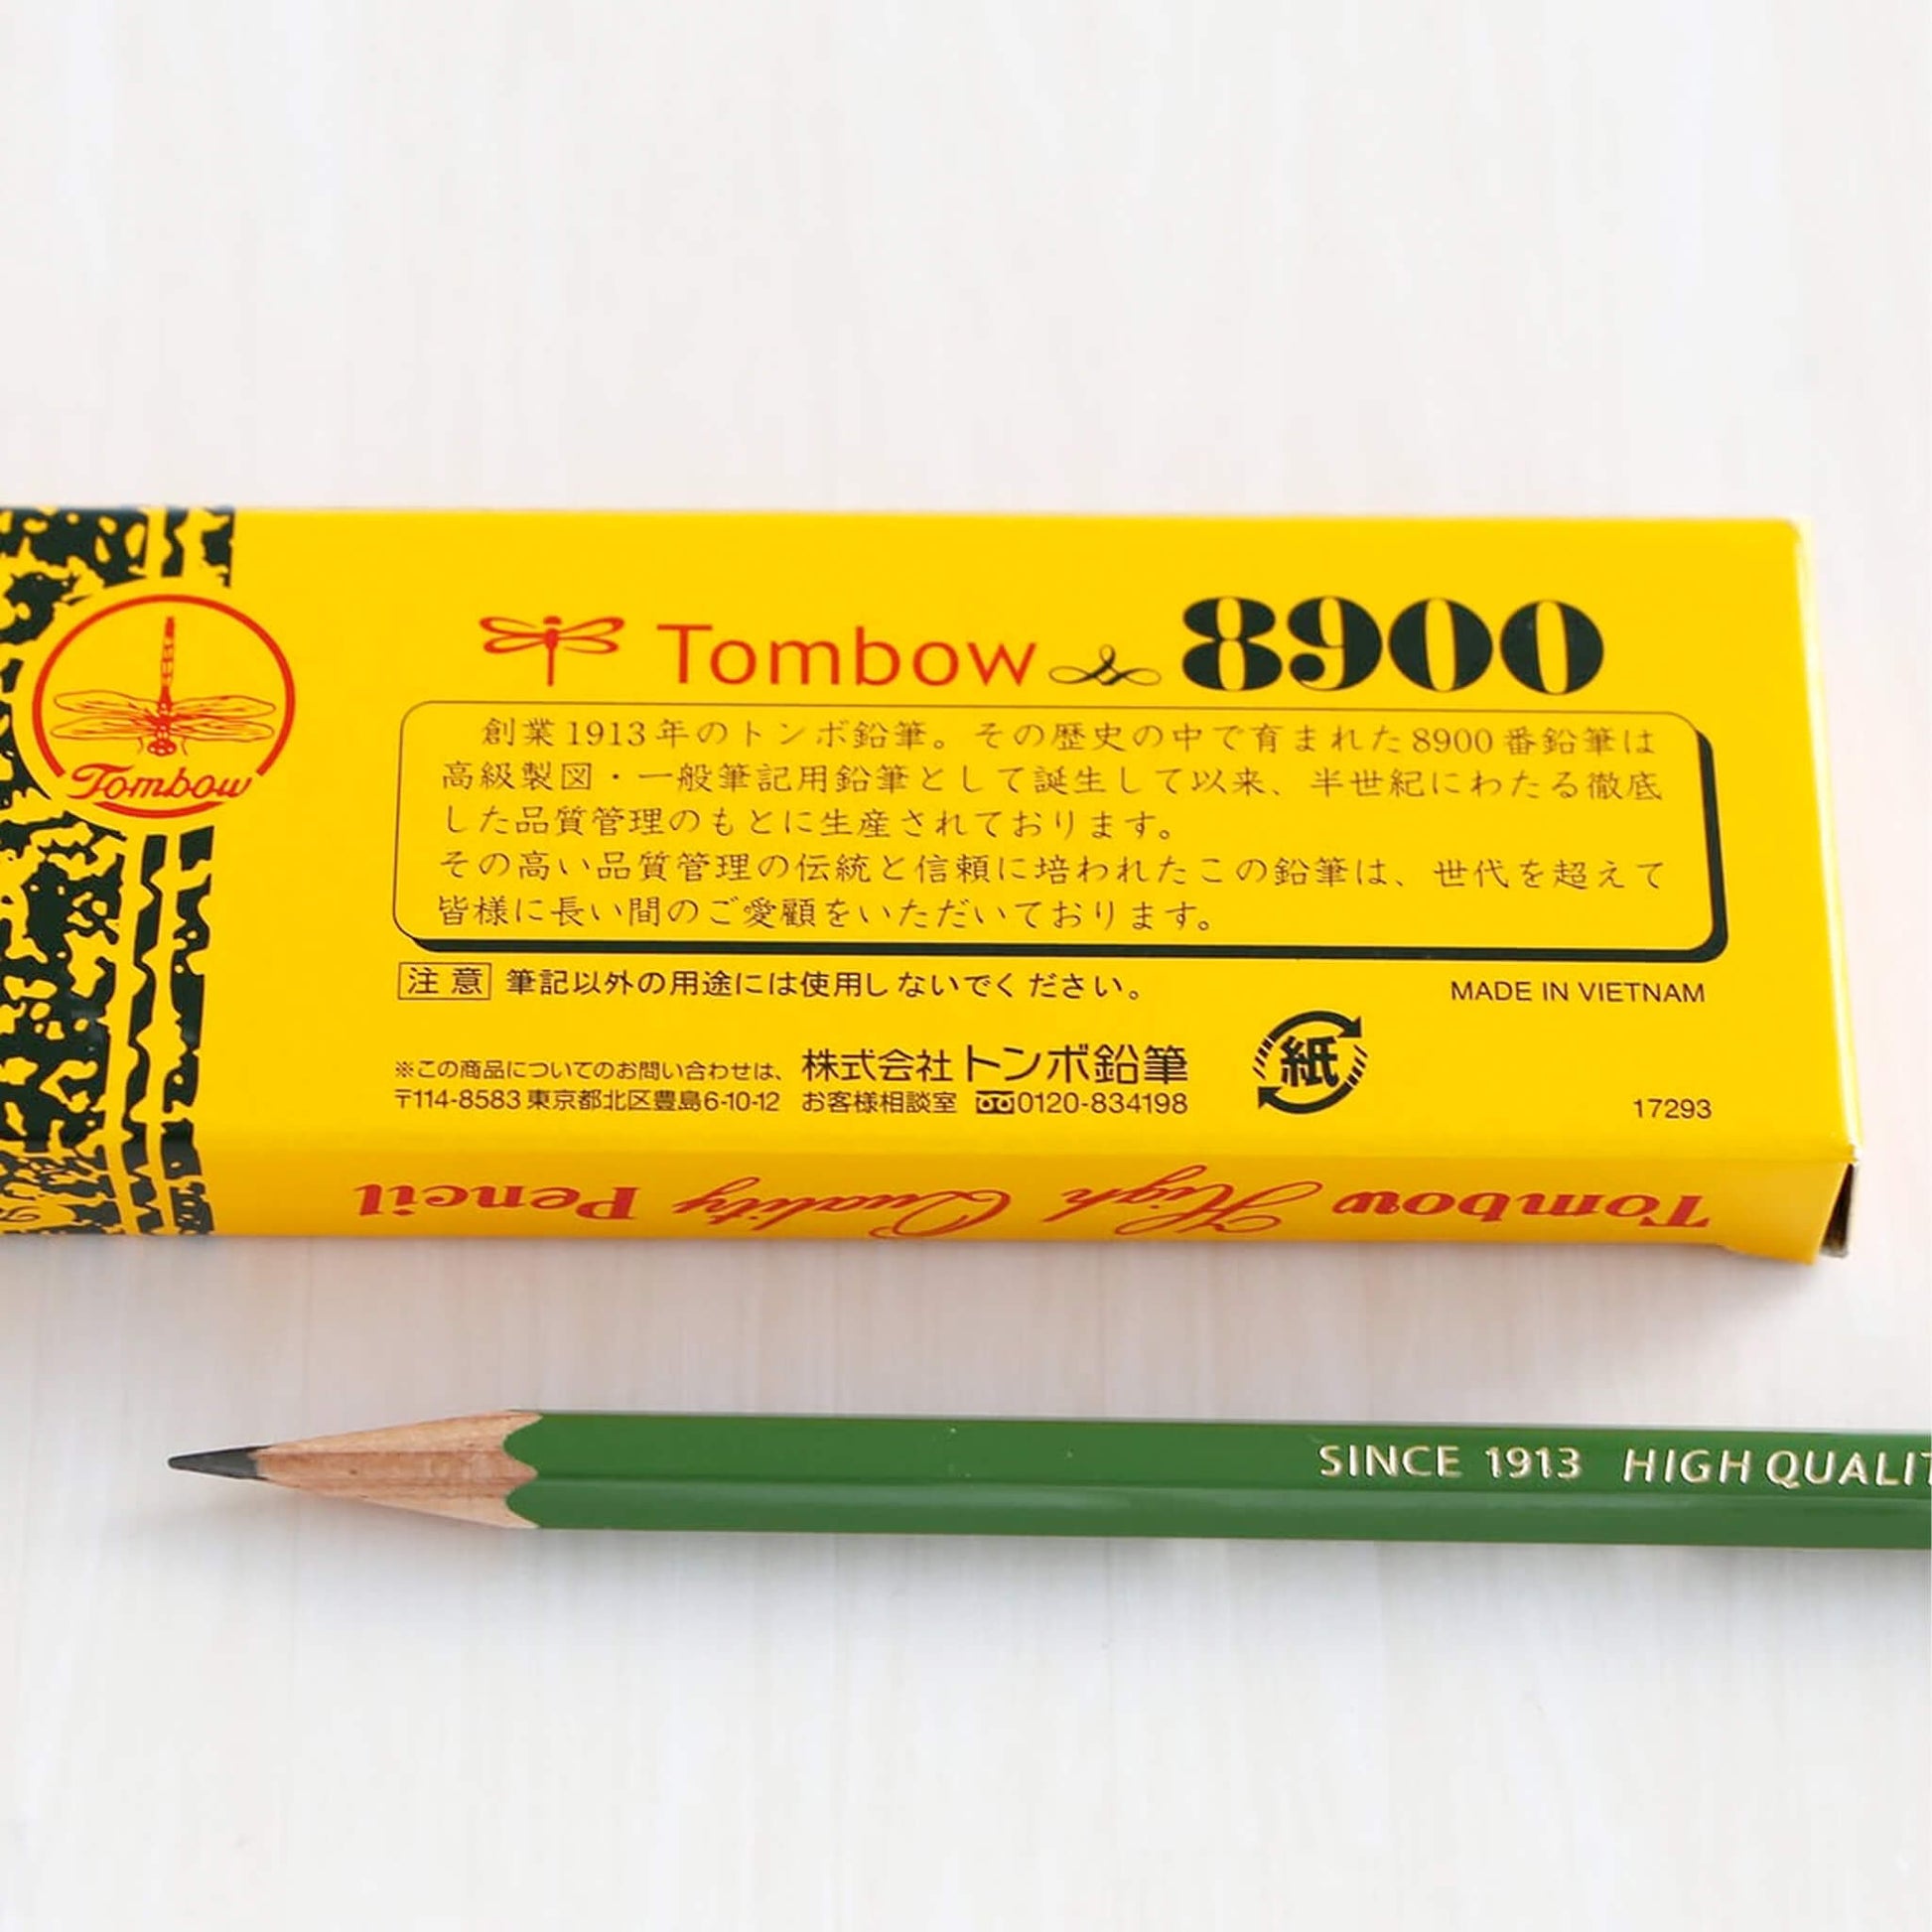 Tombow
Tombow 8900
創業1913年のトンボ鉛筆。その歴史の中で育まれた8900番鉛筆は
高級製図・一般筆記用鉛筆として誕生して以来、半世紀にわたる徹底
した品質管理のもとに生産されております。
その高い品質管理の伝統と信頼に培われたこの鉛筆は、世代を超えて
皆様に長い間のご愛顧をいただいております。
注意 筆記以外の用途には使用しないでください。
MADE IN VIETNAM
※この商品についてのお問い合わせは、株式会社トンボ鉛筆
〒114-8583 東京都北区豊島6-10-12 お客様相談室 0120-834198
紙
17293
Tombow High Quality Pencil
SINCE 1913 HIGH QUALIT